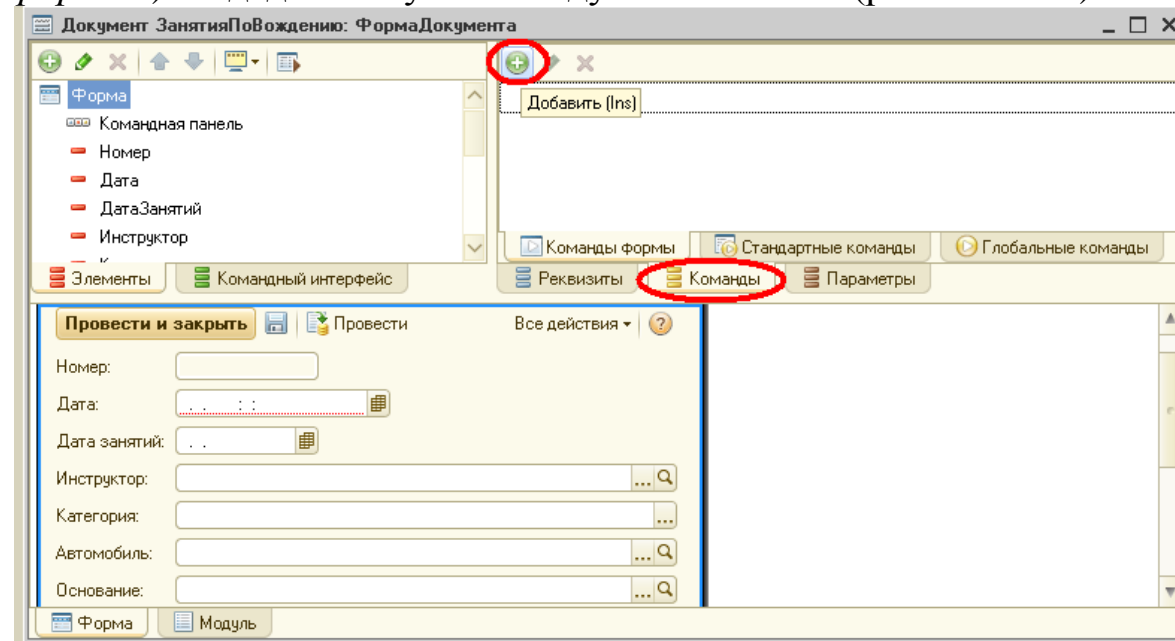 Документ ЗанятияПоВождению: ФормаДокумента
Форма
Командная панель
Номер
Дата
ДатаЗанятий
Инструктор
Элементы
Командный интерфейс
Добавить (Ins)
Команды формы
Стандартные команды
Глобальные команды
Реквизиты
Команды
Параметры
Провести и закрыть
Провести
Все действия
Номер:
Дата:
. . : :
Дата занятий:
. .
Инструктор:
...
Категория:
...
Автомобиль:
...
Основание:
...
Форма
Модуль